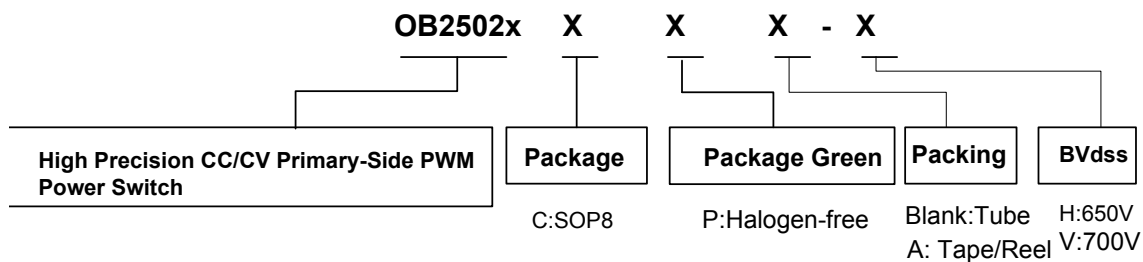 OB2502x X X X - X
High Precision CC/CV Primary-Side PWM
Power Switch
Package
C:SOP8
Package Green
P:Halogen-free
Packing
Blank:Tube
A: Tape/Reel
BVdss
H:650V
V:700V